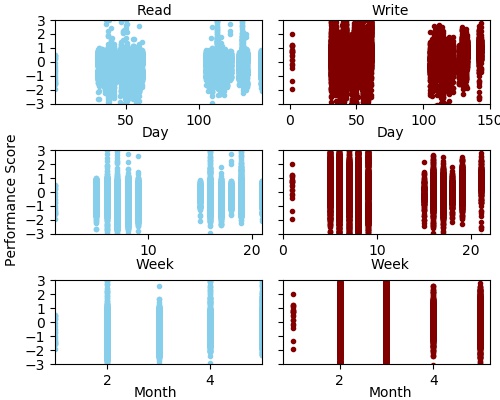 Read Write
3 2 1 0 −1 −2 −3
50 100 0 50 100 150
Day Day
Performance Score
3 2 1 0 −1 −2 −3
10 20 0 10 20
Week Week
3 2 1 0 −1 −2 −3
2 4 2 4
Month Month